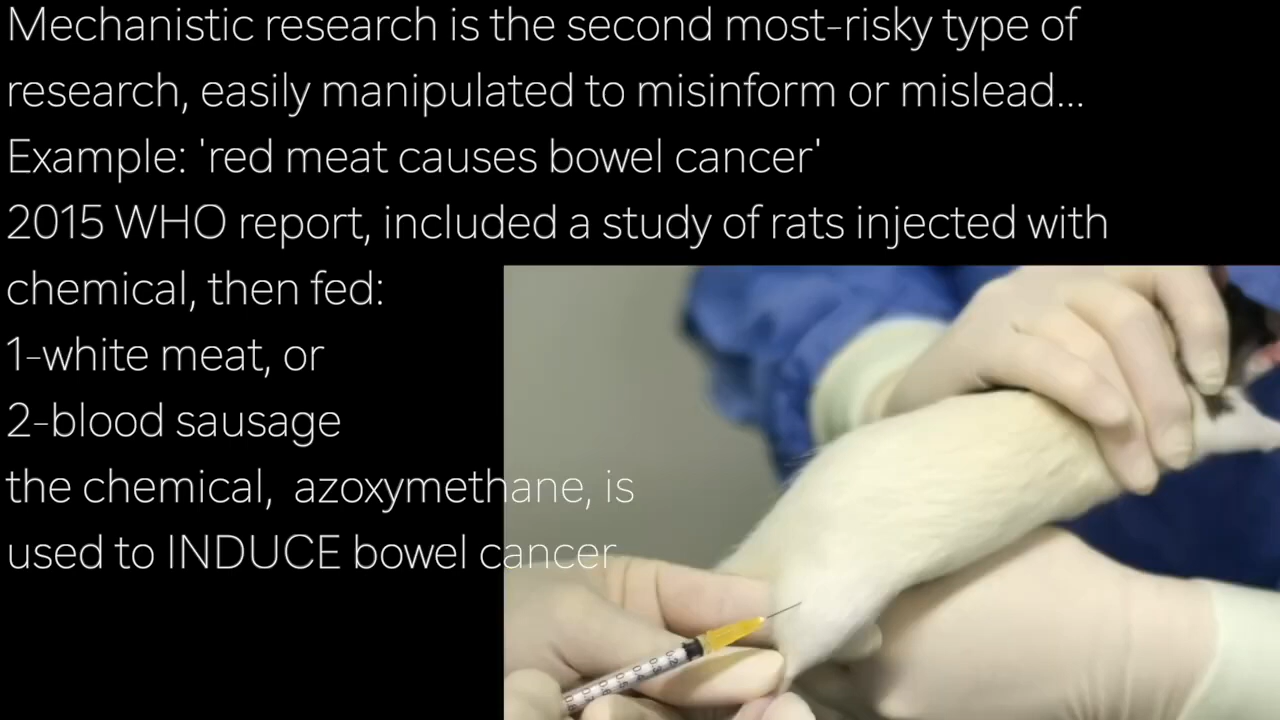 Mechanistic research is the second most-risky type of
research, easily manipulated to misinform or mislead...
Example: 'red meat causes bowel cancer'
2015 WHO report, included a study of rats injected with
chemical, then fed:
1-white meat, or
2-blood sausage
the chemical,  azoxymethane, is
used to INDUCE bowel cancer